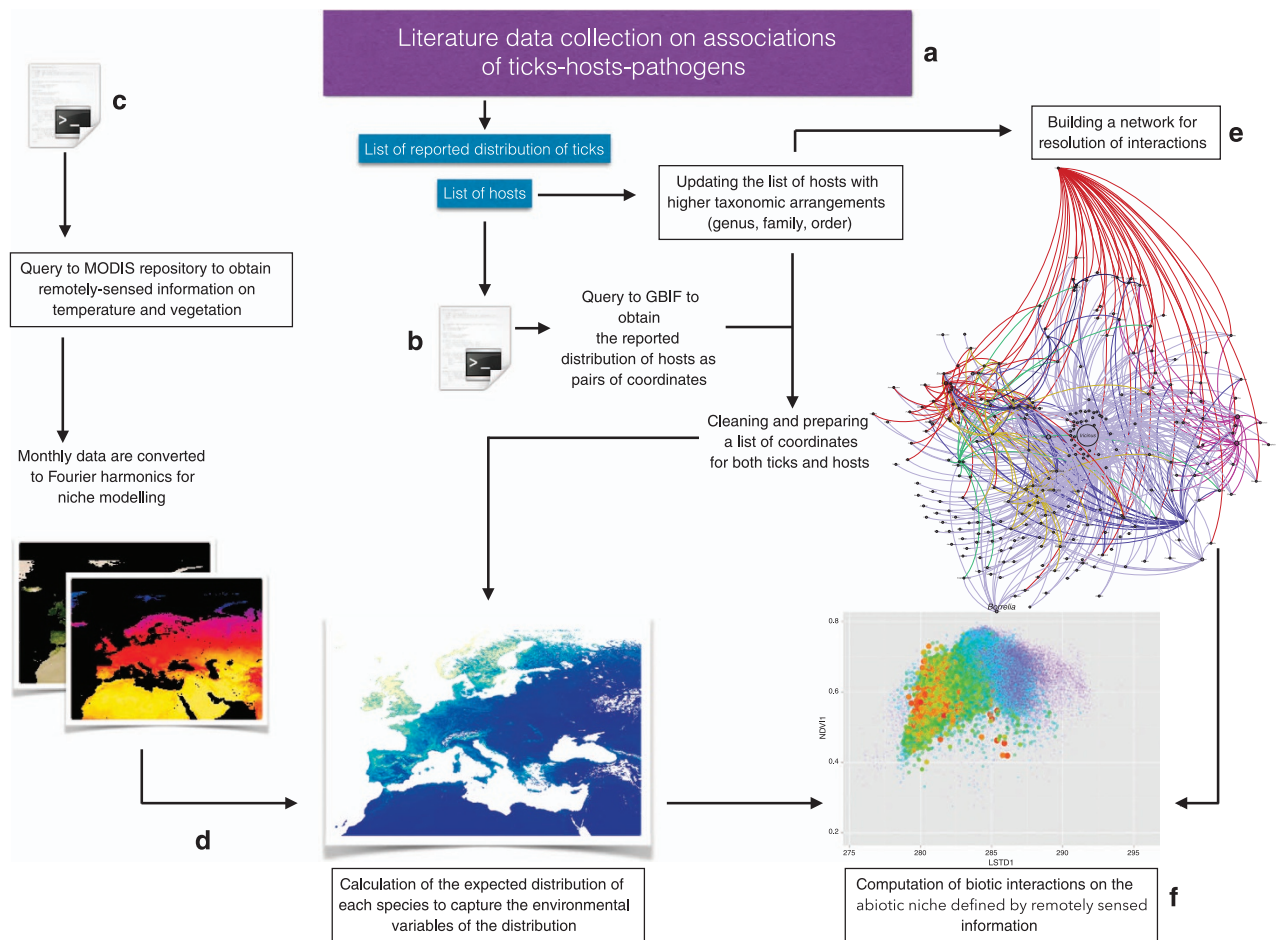 Literature data collection on associations
of ticks-hosts-pathogens
a
c
>_
List of reported distribution of ticks
List of hosts
Updating the list of hosts with
higher taxonomic arrangements
(genus, family, order)
Building a network for
resolution of interactions
e
Query to MODIS repository to obtain
remotely-sensed information on
temperature and vegetation
b
>_
Query to GBIF to
obtain
the reported
distribution of hosts as
pairs of coordinates
Cleaning and preparing
a list of coordinates
for both ticks and hosts
Monthly data are converted
to Fourier harmonics for
niche modelling
Borrelia
0.8
0.6
0.4
0.2
NDVI1
275
280
285
290
295
LSTD1
d
Calculation of the expected distribution of
each species to capture the environmental
variables of the distribution
Computation of biotic interactions on the
abiotic niche defined by remotely sensed
information
f